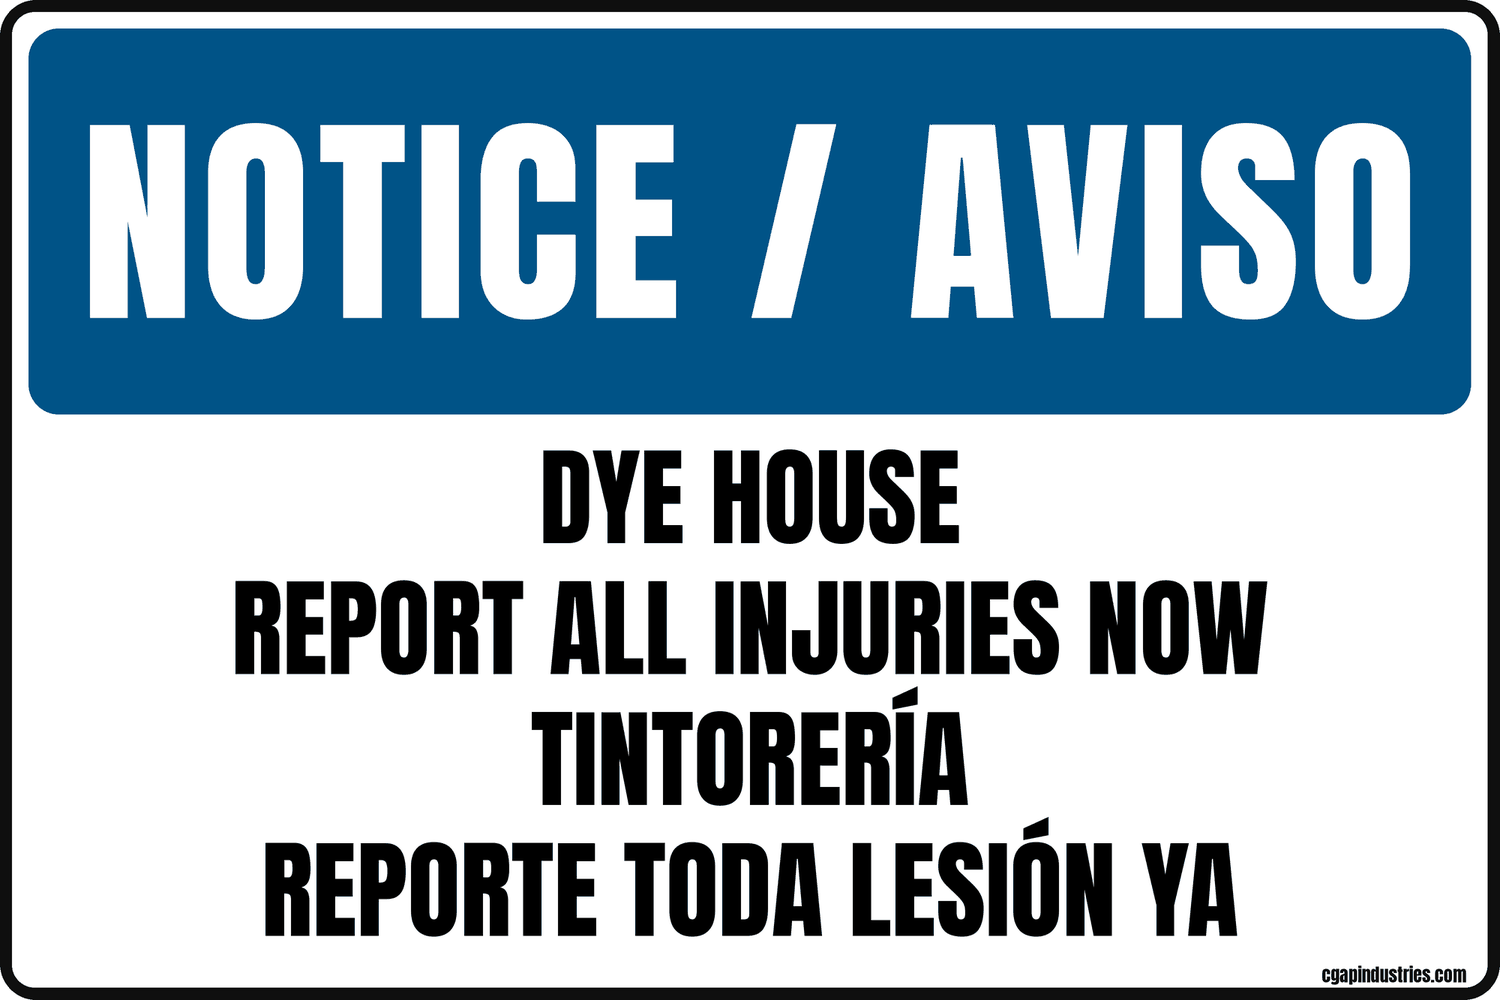 NOTICE / AVISO
DYE HOUSE
REPORT ALL INJURIES NOW
TINTORERÍA
REPORTE TODA LESIÓN YA
cgapindustries.com